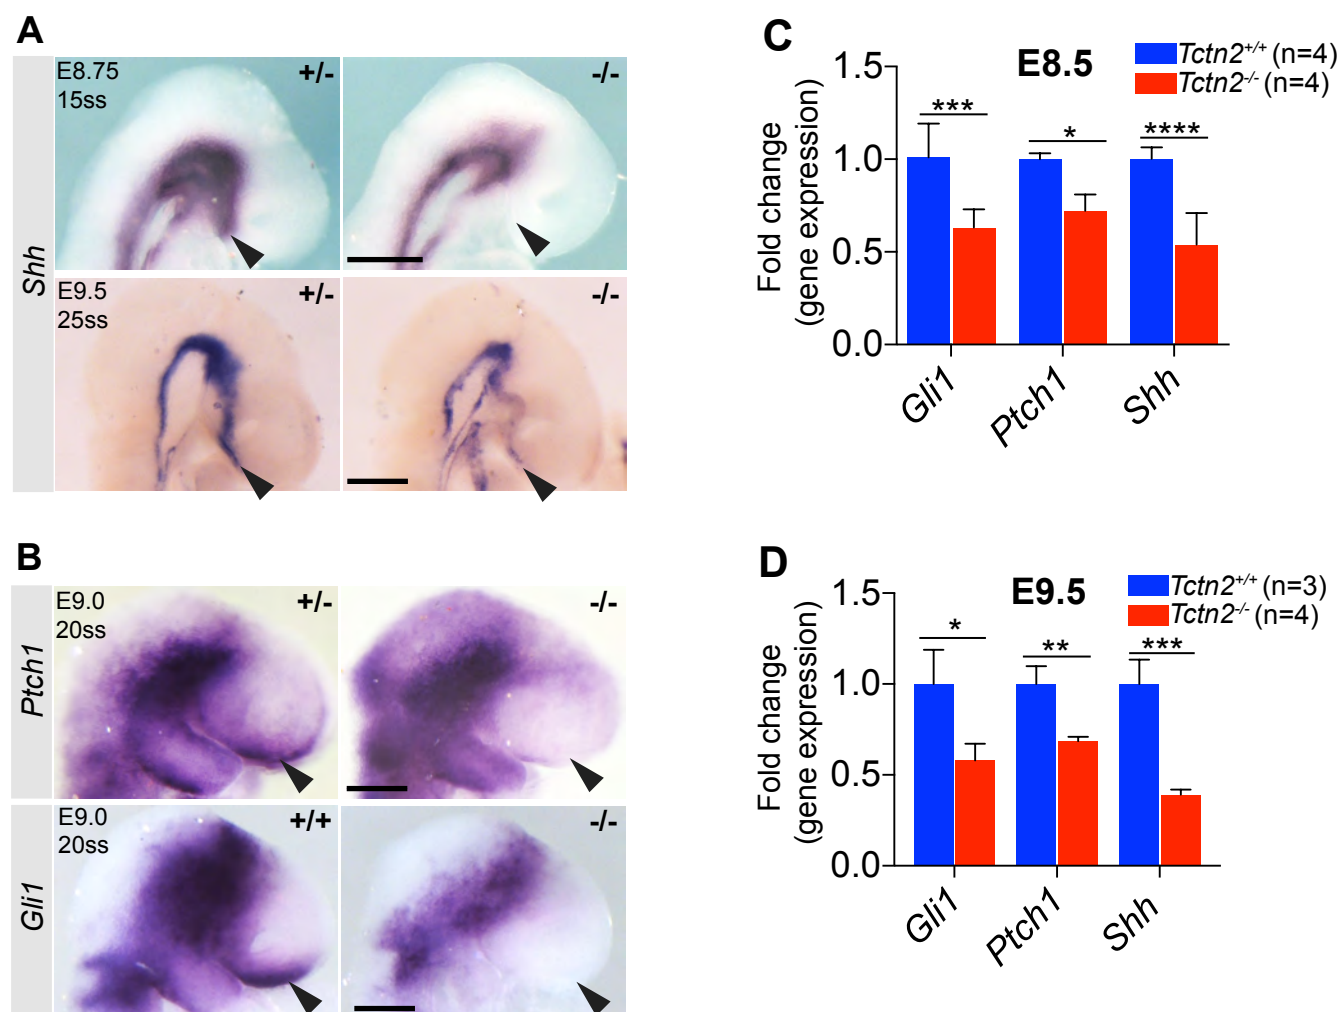 A
Shh
E8.75
15ss
+/-
-/-
E9.5
25ss
+/-
-/-
B
Ptch1
E9.0
20ss
+/-
-/-
Gli1
E9.0
20ss
+/+
-/-
C
E8.5
Tctn2+/+ (n=4)
Tctn2-/- (n=4)
Fold change
(gene expression)
1.5
1.0
0.5
0.0
***
*
****
Gli1
Ptch1
Shh
D
E9.5
Tctn2+/+ (n=3)
Tctn2-/- (n=4)
Fold change
(gene expression)
1.5
1.0
0.5
0.0
*
**
***
Gli1
Ptch1
Shh